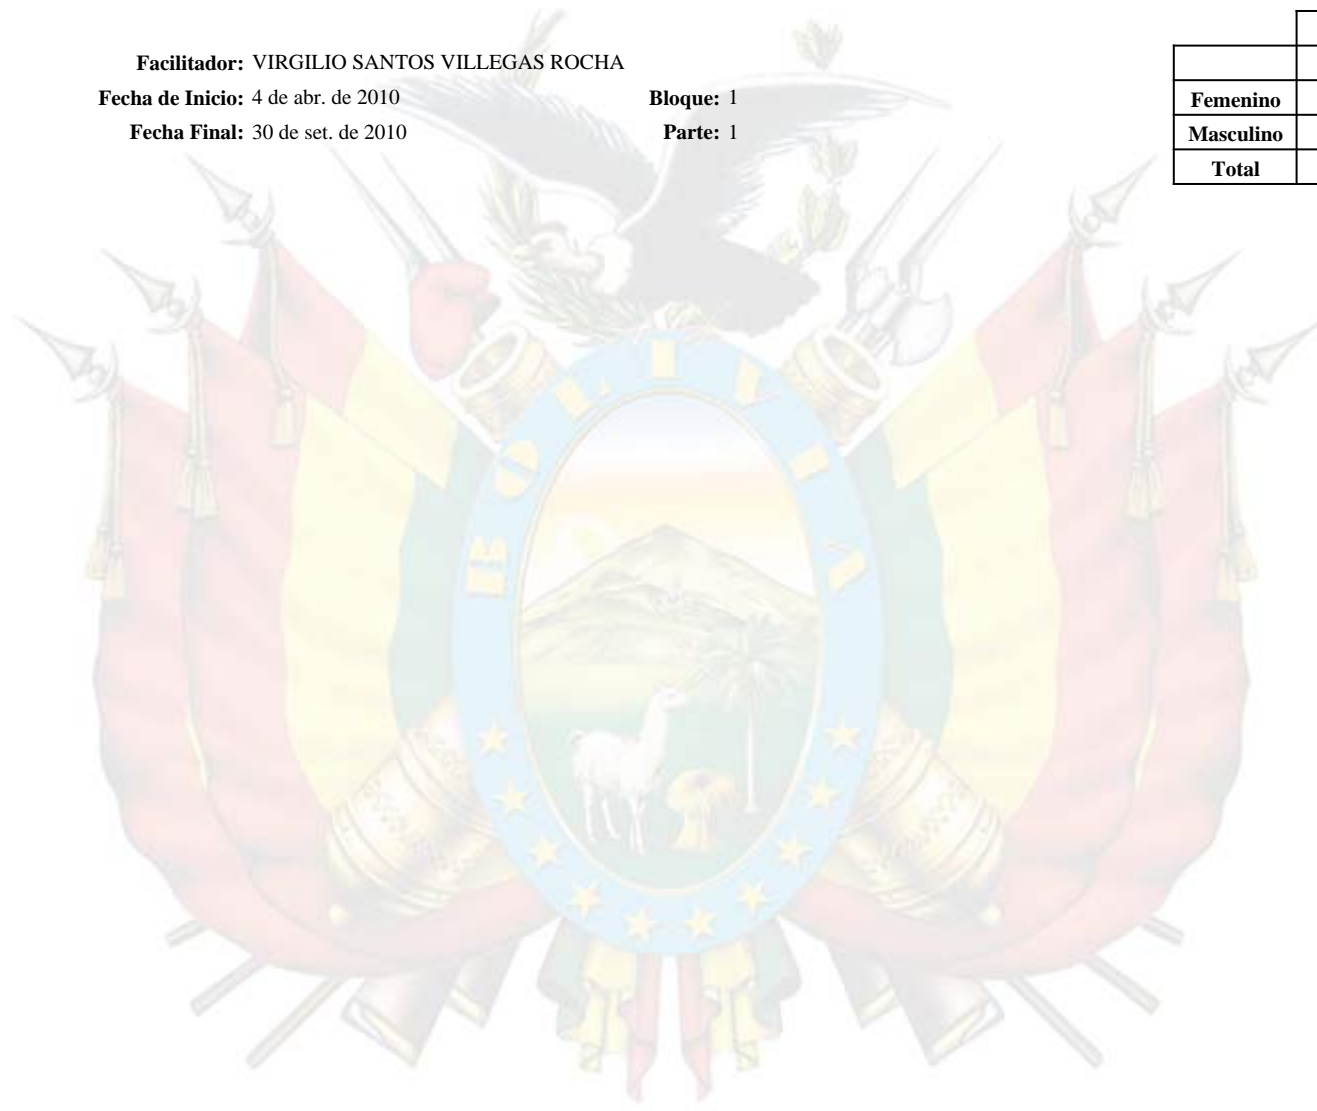 Facilitador: VIRGILIO SANTOS VILLEGAS ROCHA
Fecha de Inicio: 4 de abr. de 2010 Bloque: 1
Fecha Final: 30 de set. de 2010 Parte: 1
Femenino
Masculino
Total
BOLIVIA